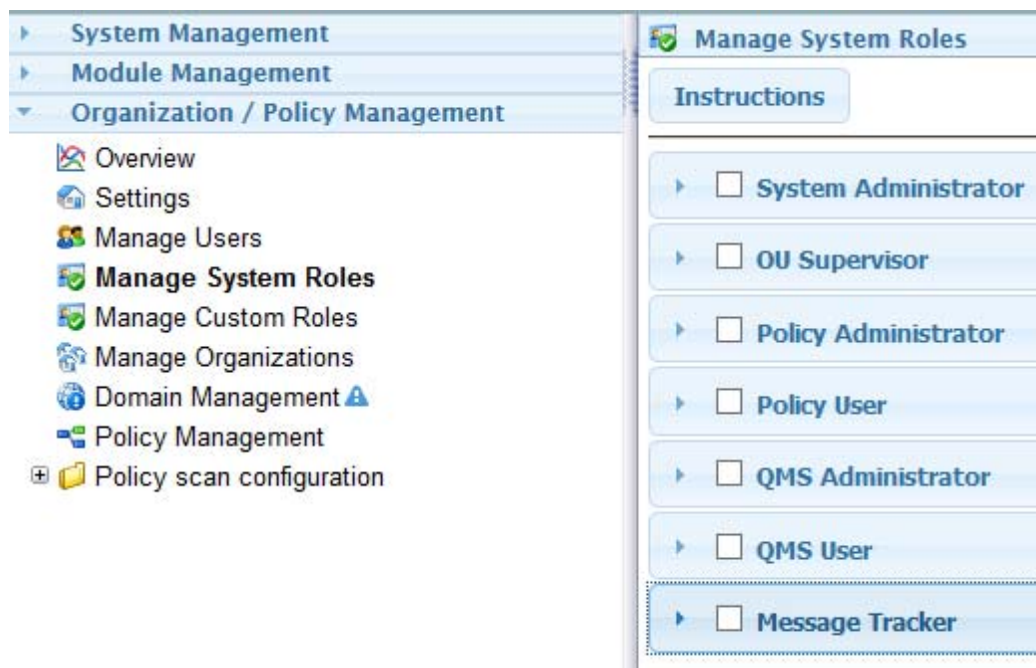 System Management
Module Management
Organization / Policy Management
Overview
Settings
Manage Users
Manage System Roles
Manage Custom Roles
Manage Organizations
Domain Management
Policy Management
Policy scan configuration
Manage System Roles
Instructions
System Administrator
OU Supervisor
Policy Administrator
Policy User
QMS Administrator
QMS User
Message Tracker